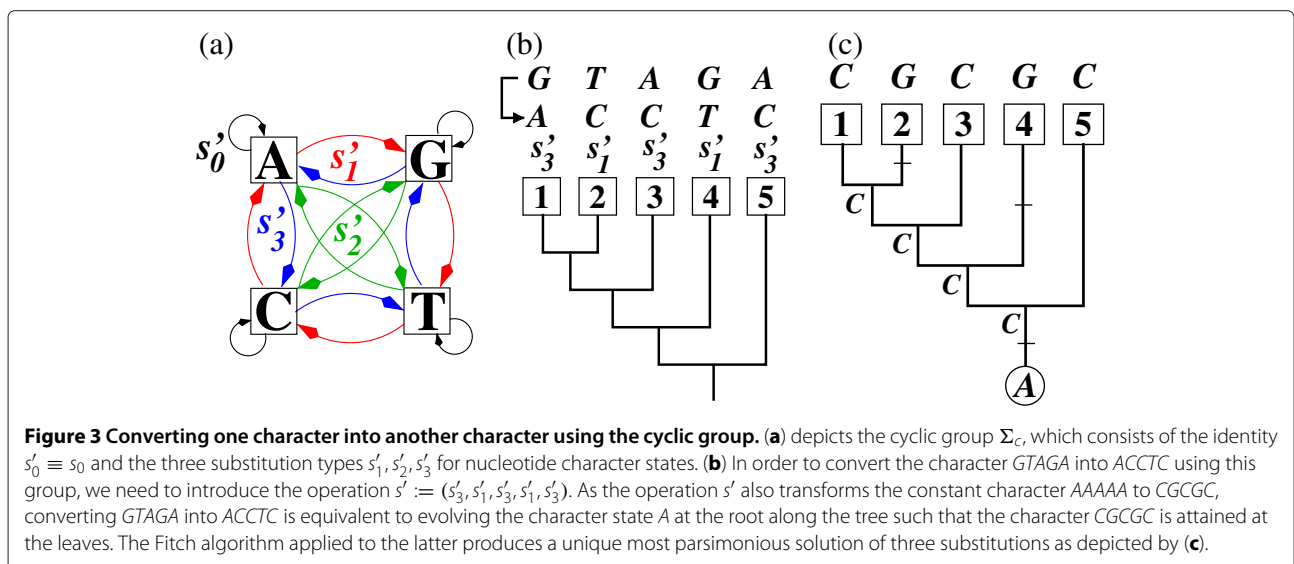 (a)
s′0
A
s′1
G
s′3
s′2
C
T
(b)
G T A G A
A C C T C
s′3 s′1 s′3 s′1 s′3
1 2 3 4 5
(c)
C G C G C
1 2 3 4 5
C
C
C
C
A
Figure 3 Converting one character into another character using the cyclic group. (a) depicts the cyclic group Σc, which consists of the identity
s′0 ≡ s0 and the three substitution types s′1, s′2, s′3 for nucleotide character states. (b) In order to convert the character GTAGA into ACCTC using this
group, we need to introduce the operation s′ := (s′3, s′1, s′3, s′1, s′3). As the operation s′ also transforms the constant character AAAAA to CGCGC,
converting GTAGA into ACCTC is equivalent to evolving the character state A at the root along the tree such that the character CGCGC is attained at
the leaves. The Fitch algorithm applied to the latter produces a unique most parsimonious solution of three substitutions as depicted by (c).